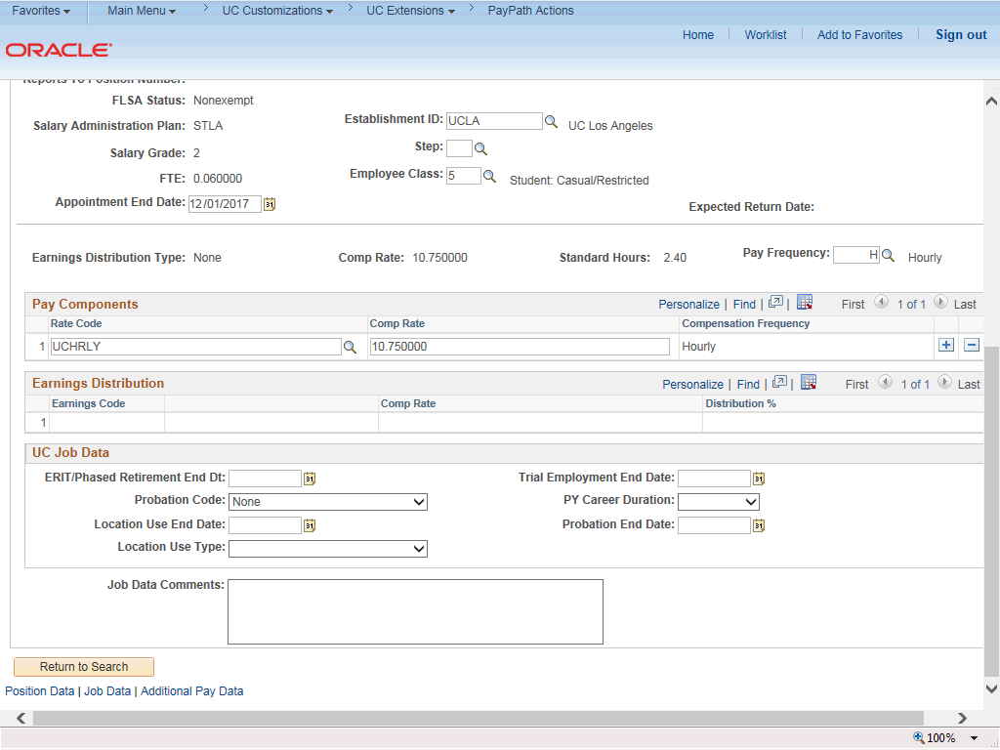 Favorites Main Menu > UC Customizations > UC Extensions > PayPath Actions
Home Worklist Add to Favorites Sign out
ORACLE
Reports To Position Number:
FLSA Status: Nonexempt
Salary Administration Plan: STLA Establishment ID: UCLA UC Los Angeles
Salary Grade: 2 Step:
FTE: 0.060000 Employee Class: 5 Student: Casual/Restricted
Appointment End Date: 12/01/2017 Expected Return Date:
Earnings Distribution Type: None Comp Rate: 10.750000 Standard Hours: 2.40 Pay Frequency: H Hourly
Pay Components Personalize | Find | | First 1 of 1 Last
Rate Code Comp Rate Compensation Frequency
1 UCHRLY 10.750000 Hourly
Earnings Distribution Personalize | Find | | First 1 of 1 Last
Earnings Code Comp Rate Distribution %
1
UC Job Data
ERIT/Phased Retirement End Dt: Trial Employment End Date:
Probation Code: None PY Career Duration:
Location Use End Date: Probation End Date:
Location Use Type:
Job Data Comments:
Return to Search
Position Data | Job Data | Additional Pay Data
100%